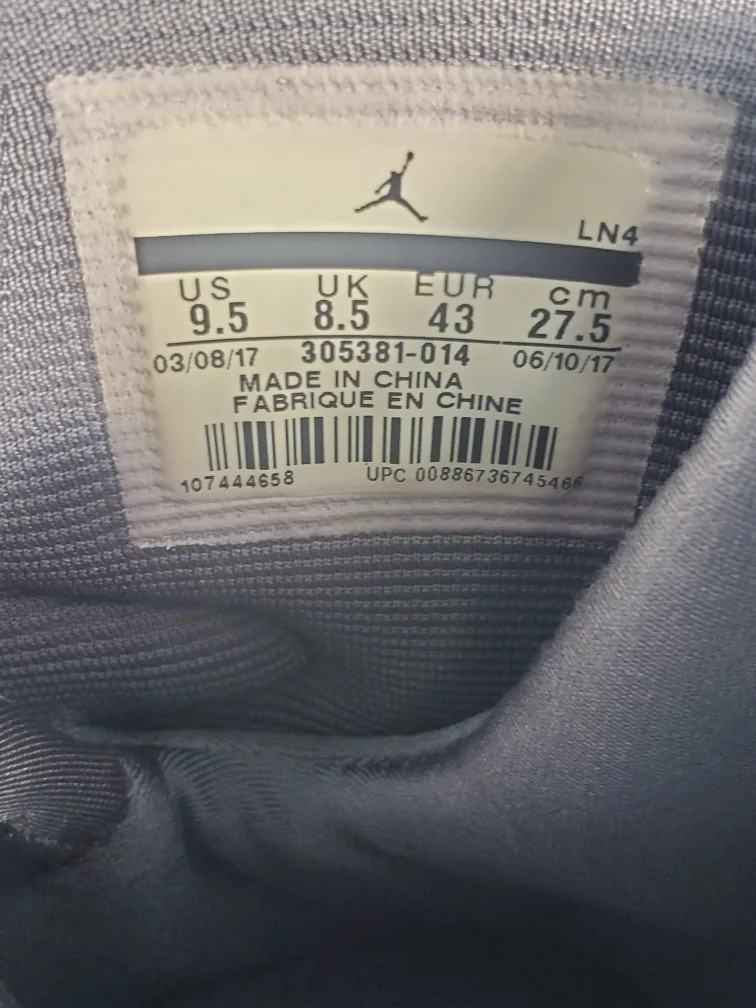 LN4
US UK EUR cm
9.5 8.5 43 27.5
03/08/17 305381-014 06/10/17
MADE IN CHINA
FABRIQUE EN CHINE
107444658 UPC 00886736745466